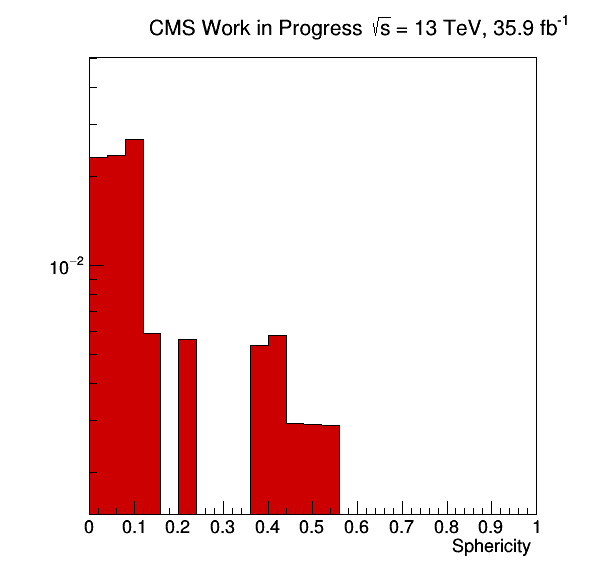 CMS Work in Progress √s = 13 TeV, 35.9 fb⁻¹
10⁻²
0 0.1 0.2 0.3 0.4 0.5 0.6 0.7 0.8 0.9 1
Sphericity